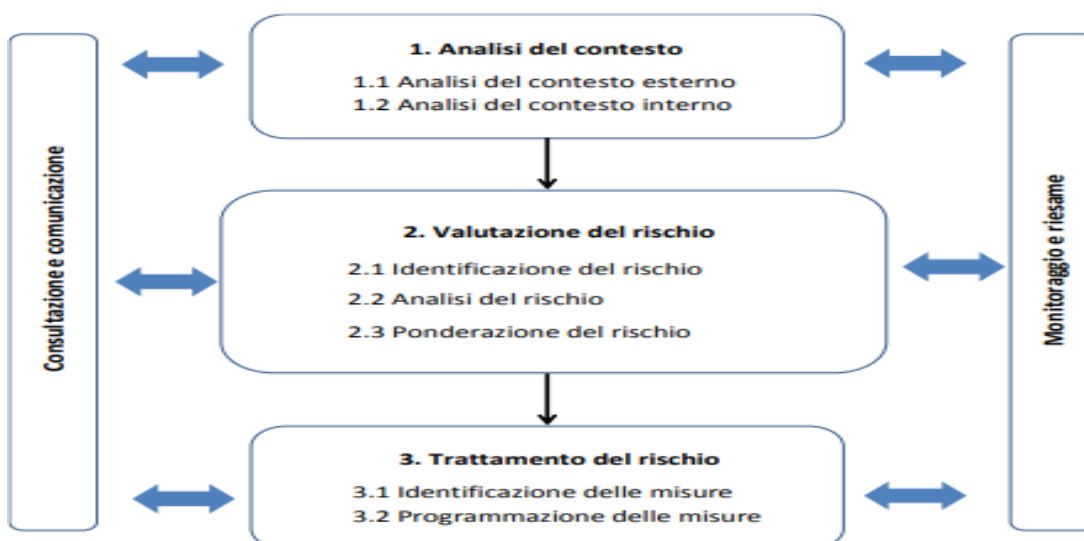 Consultazione e comunicazione
1. Analisi del contesto
1.1 Analisi del contesto esterno
1.2 Analisi del contesto interno
2. Valutazione del rischio
2.1 Identificazione del rischio
2.2 Analisi del rischio
2.3 Ponderazione del rischio
3. Trattamento del rischio
3.1 Identificazione delle misure
3.2 Programmazione delle misure
Monitoraggio e riesame